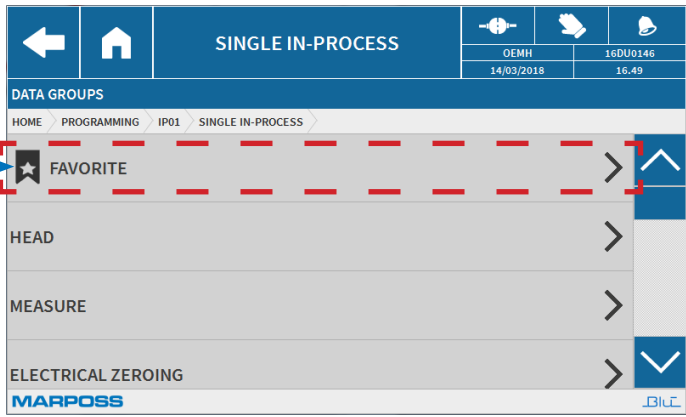 SINGLE IN-PROCESS
OEMH
16DU0146
14/03/2018
16.49
DATA GROUPS
HOME PROGRAMMING IP01 SINGLE IN-PROCESS
FAVORITE
HEAD
MEASURE
ELECTRICAL ZEROING
MARPOSS
BLÚ